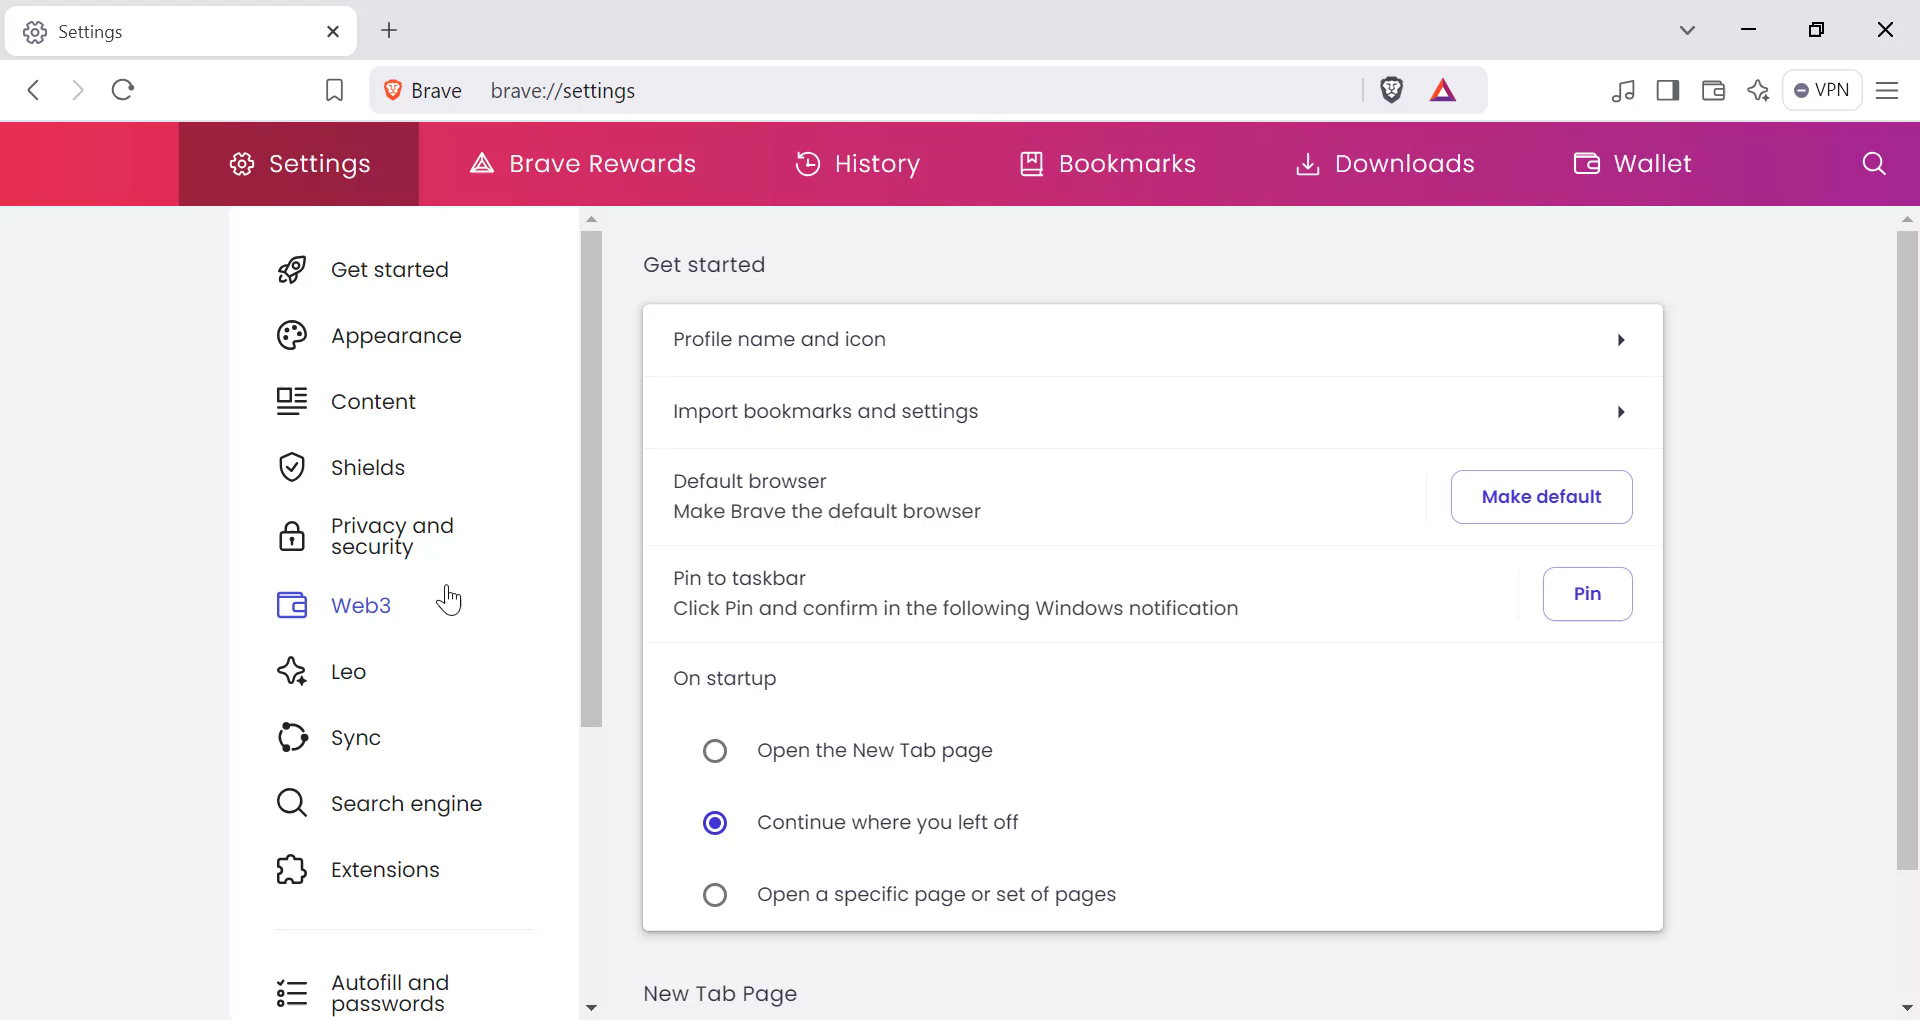 Settings
Brave brave://settings
VPN
Settings Brave Rewards History Bookmarks Downloads Wallet
Get started
Appearance
Content
Shields
Privacy and
security
Web3
Leo
Sync
Search engine
Extensions
Autofill and
passwords
Get started
Profile name and icon
Import bookmarks and settings
Default browser
Make Brave the default browser
Make default
Pin to taskbar
Click Pin and confirm in the following Windows notification
Pin
On startup
Open the New Tab page
Continue where you left off
Open a specific page or set of pages
New Tab Page